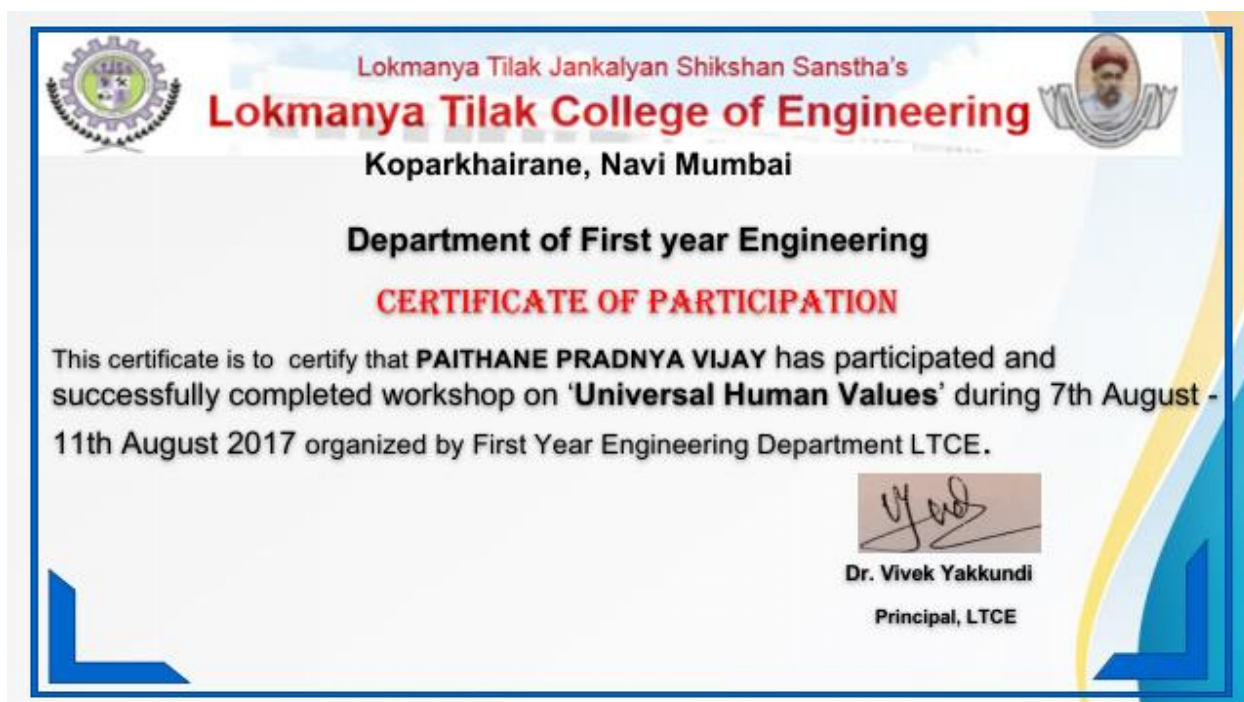 Lokmanya Tilak Jankalyan Shikshan Sanstha's
Lokmanya Tilak College of Engineering
Koparkhairane, Navi Mumbai
Department of First year Engineering
CERTIFICATE OF PARTICIPATION
This certificate is to certify that PAITHANE PRADNYA VIJAY has participated and
successfully completed workshop on ‘Universal Human Values’ during 7th August -
11th August 2017 organized by First Year Engineering Department LTCE.
Dr. Vivek Yakkundi
Principal, LTCE